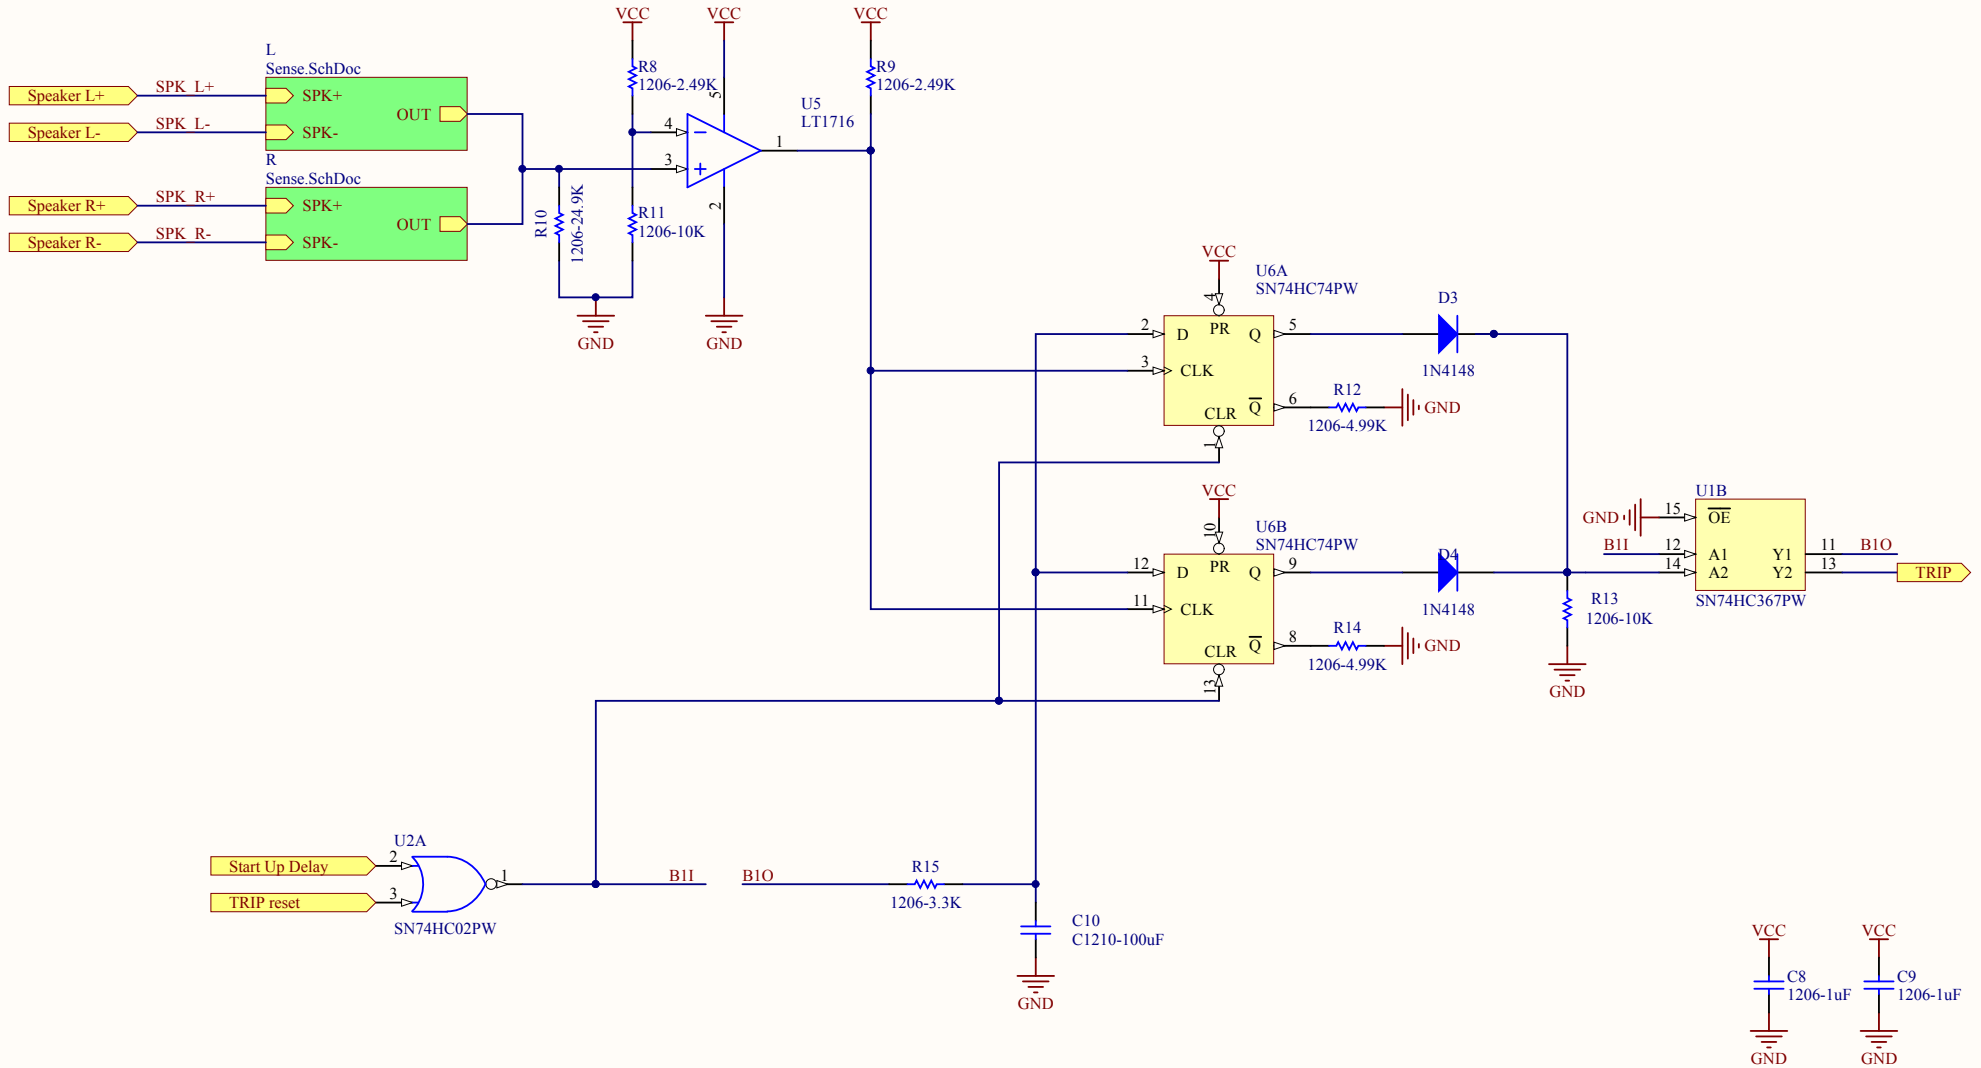 VCC
VCC
VCC
L
Sense.SchDoc
Speaker L+
SPK_L+
SPK+
OUT
Speaker L-
SPK_L-
SPK-
R
Sense.SchDoc
Speaker R+
SPK_R+
SPK+
OUT
Speaker R-
SPK_R-
SPK-
R8
1206-2.49K
5
4
3
2
1
U5
LT1716
R9
1206-2.49K
R10
1206-24.9K
R11
1206-10K
GND
GND
VCC
U6A
SN74HC74PW
4
2
D
PR
Q
5
3
CLK
CLR
Q
6
1
D3
1N4148
R12
1206-4.99K
GND
VCC
U6B
SN74HC74PW
10
12
D
PR
Q
9
11
CLK
CLR
Q
8
13
D4
1N4148
R14
1206-4.99K
GND
U1B
GND
15
OE
B1I
12
A1
Y1
11
B1O
14
A2
Y2
13
TRIP
SN74HC367PW
R13
1206-10K
GND
U2A
Start Up Delay
2
TRIP reset
3
1
SN74HC02PW
B1I
B1O
R15
1206-3.3K
C10
C1210-100uF
GND
VCC
C8
1206-1uF
GND
VCC
C9
1206-1uF
GND